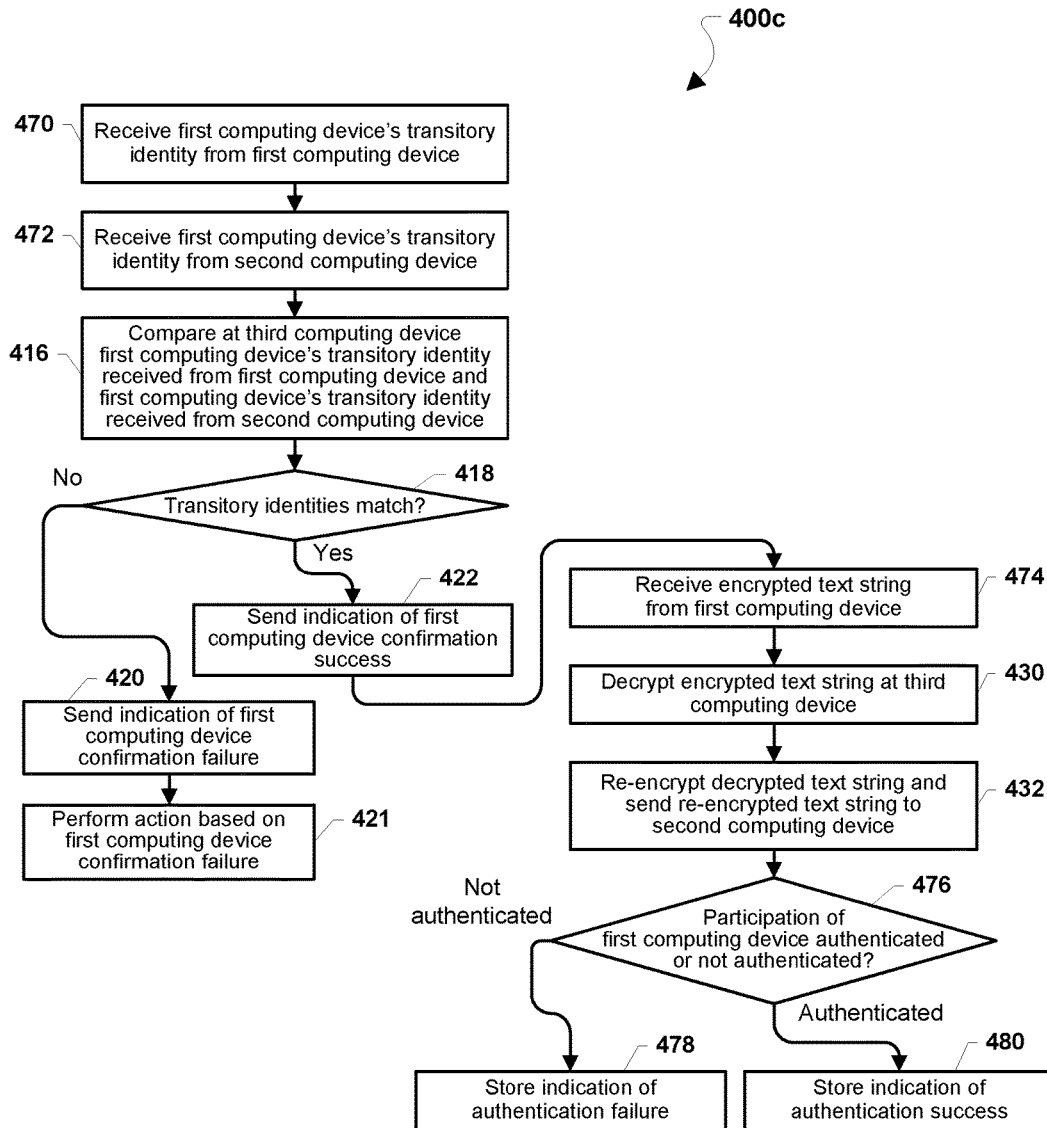 400c
470
Receive first computing device's transitory
identity from first computing device
472
Receive first computing device's transitory
identity from second computing device
416
Compare at third computing device
first computing device's transitory identity
received from first computing device and
first computing device's transitory identity
received from second computing device
No
418
Transitory identities match?
Yes
422
Send indication of first
computing device confirmation
success
420
Send indication of first
computing device
confirmation failure
421
Perform action based on
first computing device
confirmation failure
474
Receive encrypted text string
from first computing device
430
Decrypt encrypted text string at third
computing device
432
Re-encrypt decrypted text string and
send re-encrypted text string to
second computing device
476
Not
authenticated
Participation of
first computing device authenticated
or not authenticated?
Authenticated
478
Store indication of
authentication failure
480
Store indication of
authentication success